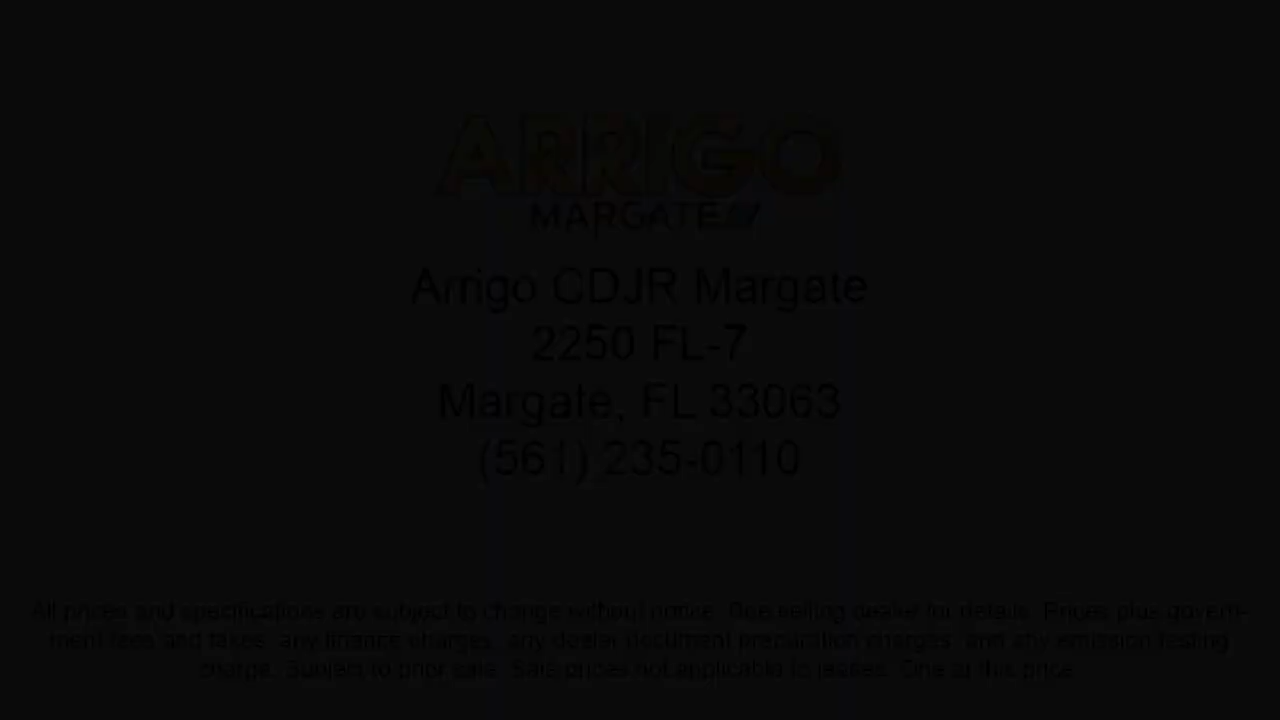 ARRIGO
MARGATE
Arrigo CDJR Margate
2250 FL-7
Margate, FL 33063
(561) 235-0110
All prices and specifications are subject to change without notice. See selling dealer for details. Prices plus govern-
ment fees and taxes, any finance charges, any dealer document preparation charges, and any emission testing
charge. Subject to prior sale. Sale prices not applicable to leases. One at this price.